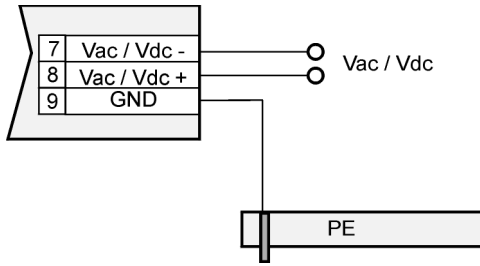 7 Vac / Vdc -
8 Vac / Vdc +
9 GND
Vac / Vdc
PE